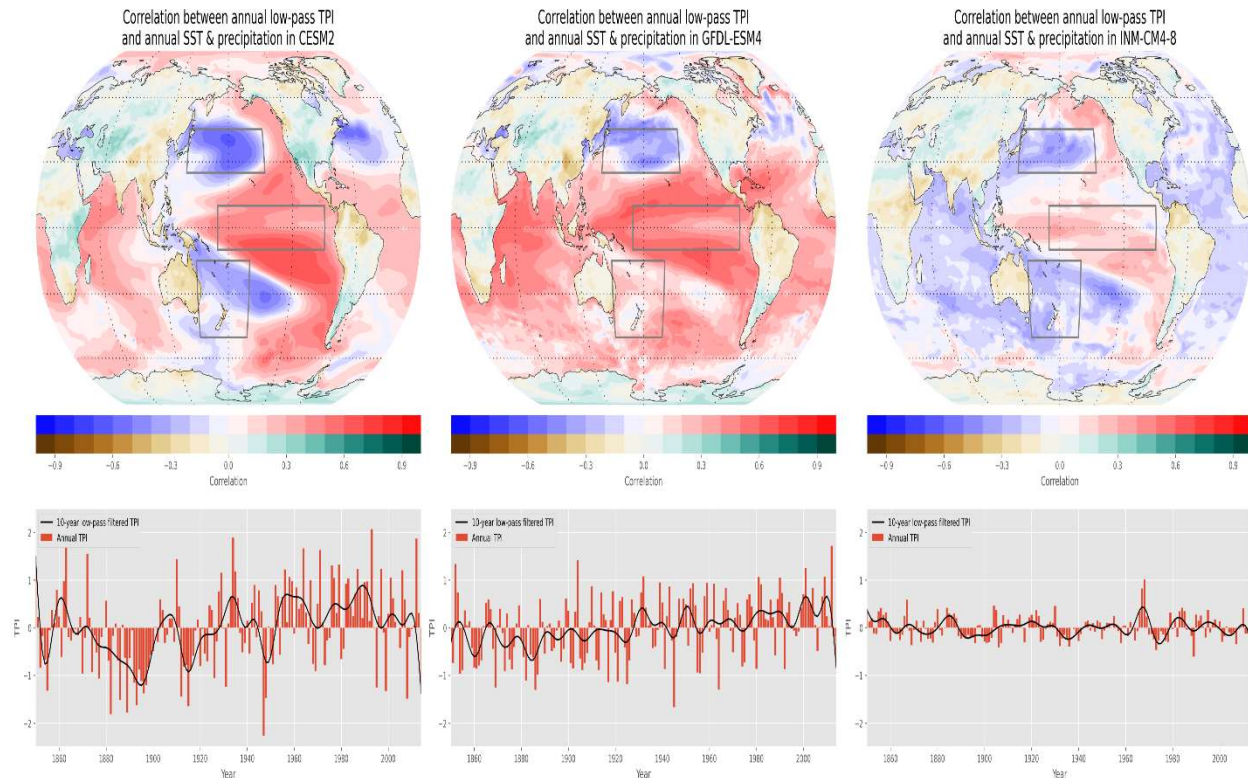 Correlation between annual low-pass TPI
and annual SST & precipitation in CESM2
Correlation between annual low-pass TPI
and annual SST & precipitation in GFDL-ESM4
Correlation between annual low-pass TPI
and annual SST & precipitation in INM-CM4-8
−0.9 −0.6 −0.3 0.0 0.3 0.6 0.9
Correlation
−0.9 −0.6 −0.3 0.0 0.3 0.6 0.9
Correlation
−0.9 −0.6 −0.3 0.0 0.3 0.6 0.9
Correlation
10-year low-pass filtered TPI
Annual TPI
2
1
0
−1
−2
TPI
1860 1880 1900 1920 1940 1960 1980 2000
Year
10-year low-pass filtered TPI
Annual TPI
2
1
0
−1
−2
TPI
1860 1880 1900 1920 1940 1960 1980 2000
Year
10-year low-pass filtered TPI
Annual TPI
2
1
0
−1
−2
TPI
1860 1880 1900 1920 1940 1960 1980 2000
Year